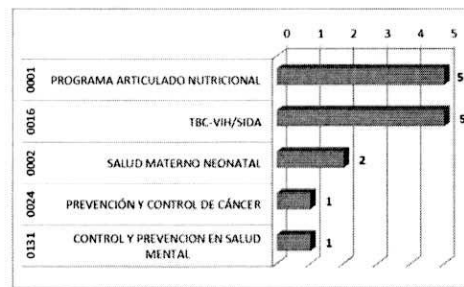 0 1 2 3 4 5
0001 PROGRAMA ARTICULADO NUTRICIONAL 5
0016 TBC-VIH/SIDA 5
0002 SALUD MATERNO NEONATAL 2
0024 PREVENCIÓN Y CONTROL DE CÁNCER 1
0131 CONTROL Y PREVENCION EN SALUD
MENTAL 1